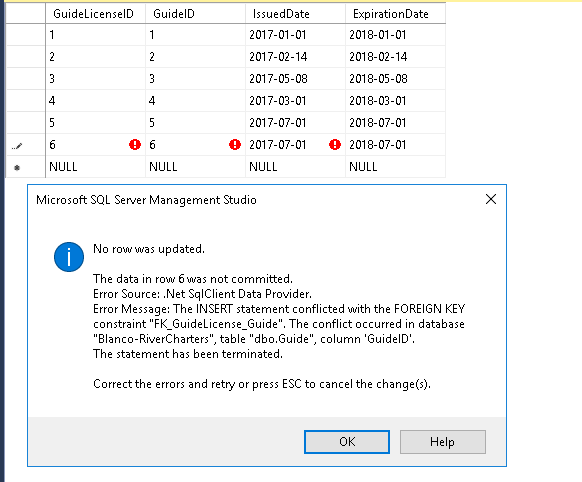 GuideLicenseID GuideID IssuedDate ExpirationDate
1 1 2017-01-01 2018-01-01
2 2 2017-02-14 2018-02-14
3 3 2017-05-08 2018-05-08
4 4 2017-03-01 2018-03-01
5 5 2017-07-01 2018-07-01
6 6 2017-07-01 2018-07-01
NULL NULL NULL NULL
Microsoft SQL Server Management Studio
No row was updated.
The data in row 6 was not committed.
Error Source: .Net SqlClient Data Provider.
Error Message: The INSERT statement conflicted with the FOREIGN KEY
constraint "FK_GuideLicense_Guide". The conflict occurred in database
"Blanco-RiverCharters", table "dbo.Guide", column 'GuideID'.
The statement has been terminated.
Correct the errors and retry or press ESC to cancel the change(s).
OK Help